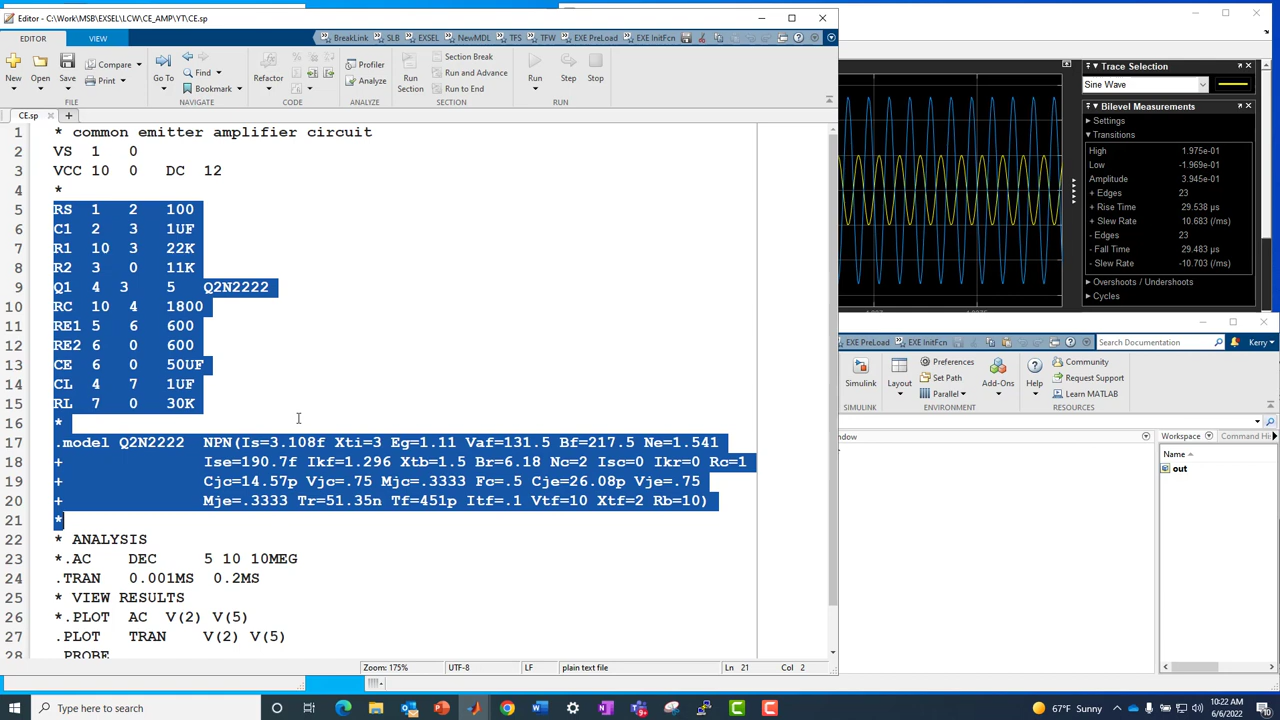 Editor - C:\Work\MSB\EXSEL\LCW\CE_AMP\YT\CE.sp
EDITOR VIEW
BreakLink SLB EXSEL NewMDL TFS TFW EXE PreLoad EXE InitFcn
New Open Save Compare Print
Go To Find Bookmark
Refactor
Profiler Analyze
Run Section
Section Break
Run and Advance
Run to End
Run Step Stop
FILE NAVIGATE CODE ANALYZE SECTION RUN
CE.sp
1 * common emitter amplifier circuit
2 VS 1 0
3 VCC 10 0 DC 12
4 *
5 RS 1 2 100
6 C1 2 3 1UF
7 R1 10 3 22K
8 R2 3 0 11K
9 Q1 4 3 5 Q2N2222
10 RC 10 4 1800
11 RE1 5 6 600
12 RE2 6 0 600
13 CE 6 0 50UF
14 CL 4 7 1UF
15 RL 7 0 30K
16 *
17 .model Q2N2222 NPN(Is=3.108f Xti=3 Eg=1.11 Vaf=131.5 Bf=217.5 Ne=1.541
18 + Ise=190.7f Ikf=1.296 Xtb=1.5 Br=6.18 Nc=2 Isc=0 Ikr=0 Rc=1
19 + Cjc=14.57p Vjc=.75 Mjc=.3333 Fc=.5 Cje=26.08p Vje=.75
20 + Mje=.3333 Tr=51.35n Tf=451p Itf=.1 Vtf=10 Xtf=2 Rb=10)
21 *
22 * ANALYSIS
23 *.AC DEC 5 10 10MEG
24 .TRAN 0.001MS 0.2MS
25 * VIEW RESULTS
26 *.PLOT AC V(2) V(5)
27 .PLOT TRAN V(2) V(5)
28 .PROBE
Zoom: 175% UTF-8 LF plain text file Ln 21 Col 2
Trace Selection
Sine Wave
Bilevel Measurements
Settings
Transitions
High 1.975e-01
Low -1.969e-01
Amplitude 3.945e-01
+ Edges 23
+ Rise Time 29.538 µs
+ Slew Rate 10.683 (/ms)
- Edges 23
- Fall Time 29.483 µs
- Slew Rate -10.703 (/ms)
Overshoots / Undershoots
Cycles
EXE PreLoad EXE InitFcn Search Documentation Kerry
Simulink Layout
Preferences
Set Path
Parallel
Add-Ons Help
Community
Request Support
Learn MATLAB
SIMULINK ENVIRONMENT RESOURCES
Workspace Command Hi
Name
out
Type here to search
67°F Sunny
10:22 AM
6/6/2022